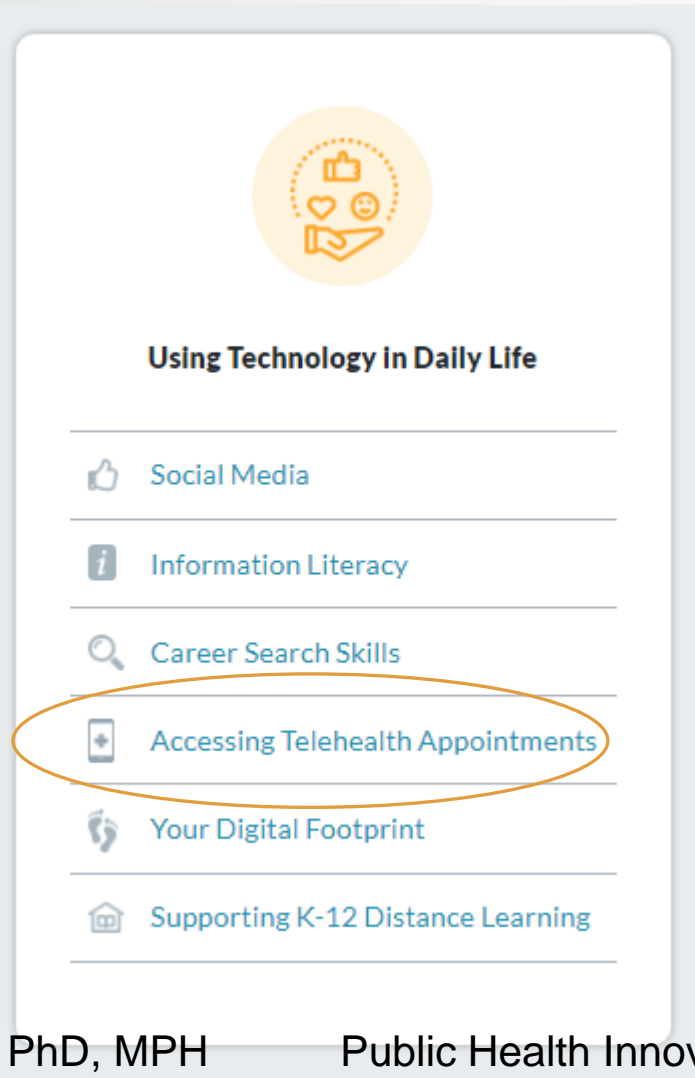 Using Technology in Daily Life
Social Media
i Information Literacy
Career Search Skills
Accessing Telehealth Appointments
Your Digital Footprint
Supporting K-12 Distance Learning
PhD, MPH Public Health